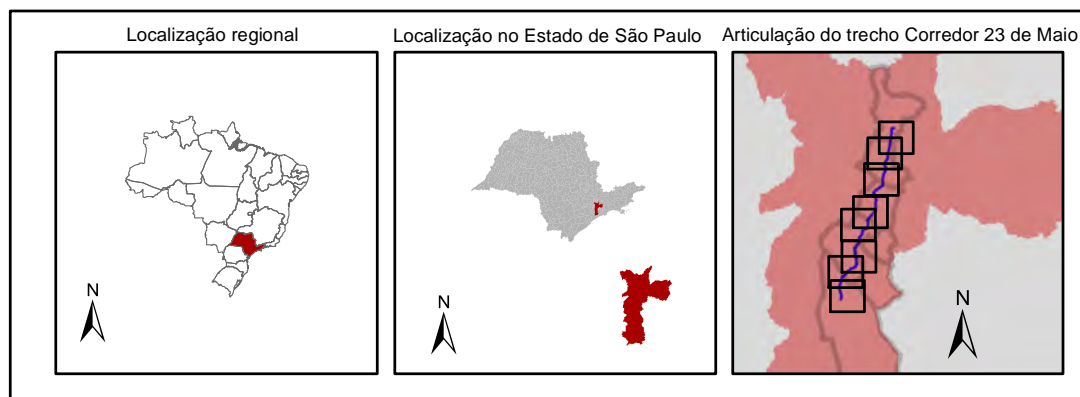 Localização regional
Localização no Estado de São Paulo
Articulação do trecho Corredor 23 de Maio
N
N
N